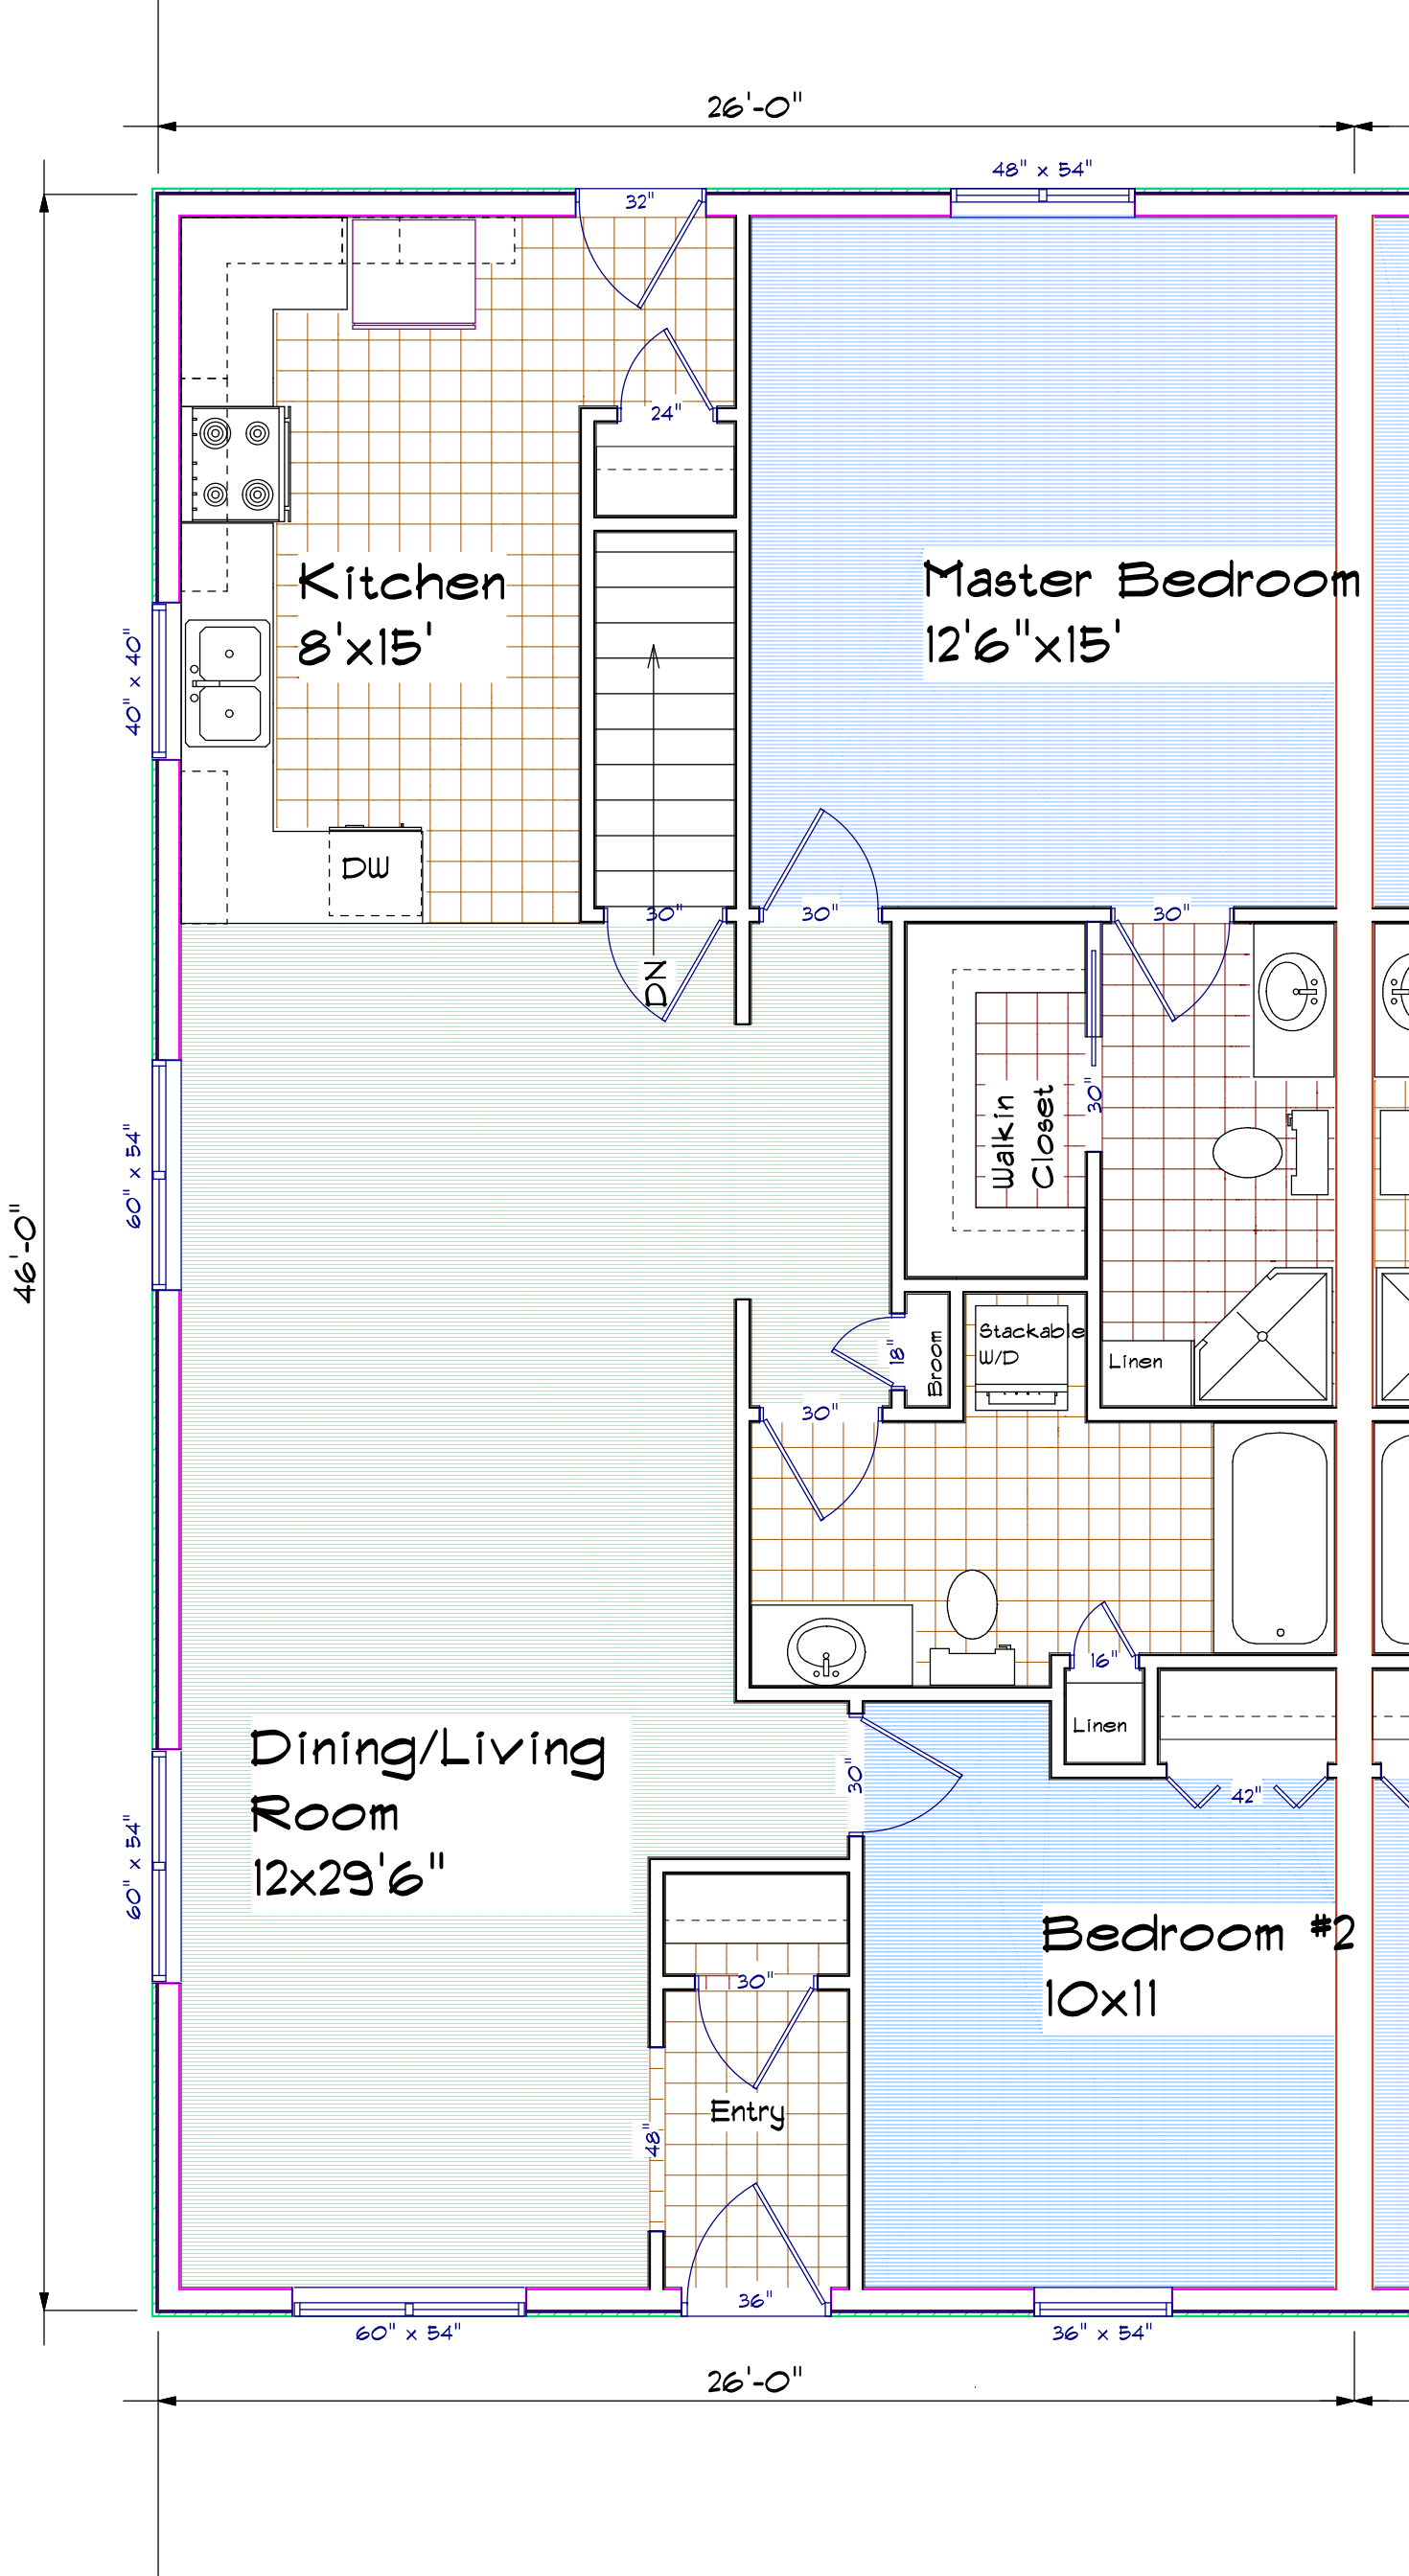 26'-0"
48" x 54"
32"
24"
Kitchen
8'x15'
Master Bedroom
12'6"x15'
40" x 40"
DW
30"
30"
30"
DN
Walkin
Closet
30"
60" x 54"
46'-0"
Stackable
W/D
Broom
18"
Linen
30"
16"
Linen
Dining/Living
Room
12x29'6"
30"
42"
60" x 54"
Bedroom #2
10x11
30"
Entry
48"
36"
60" x 54"
36" x 54"
26'-0"